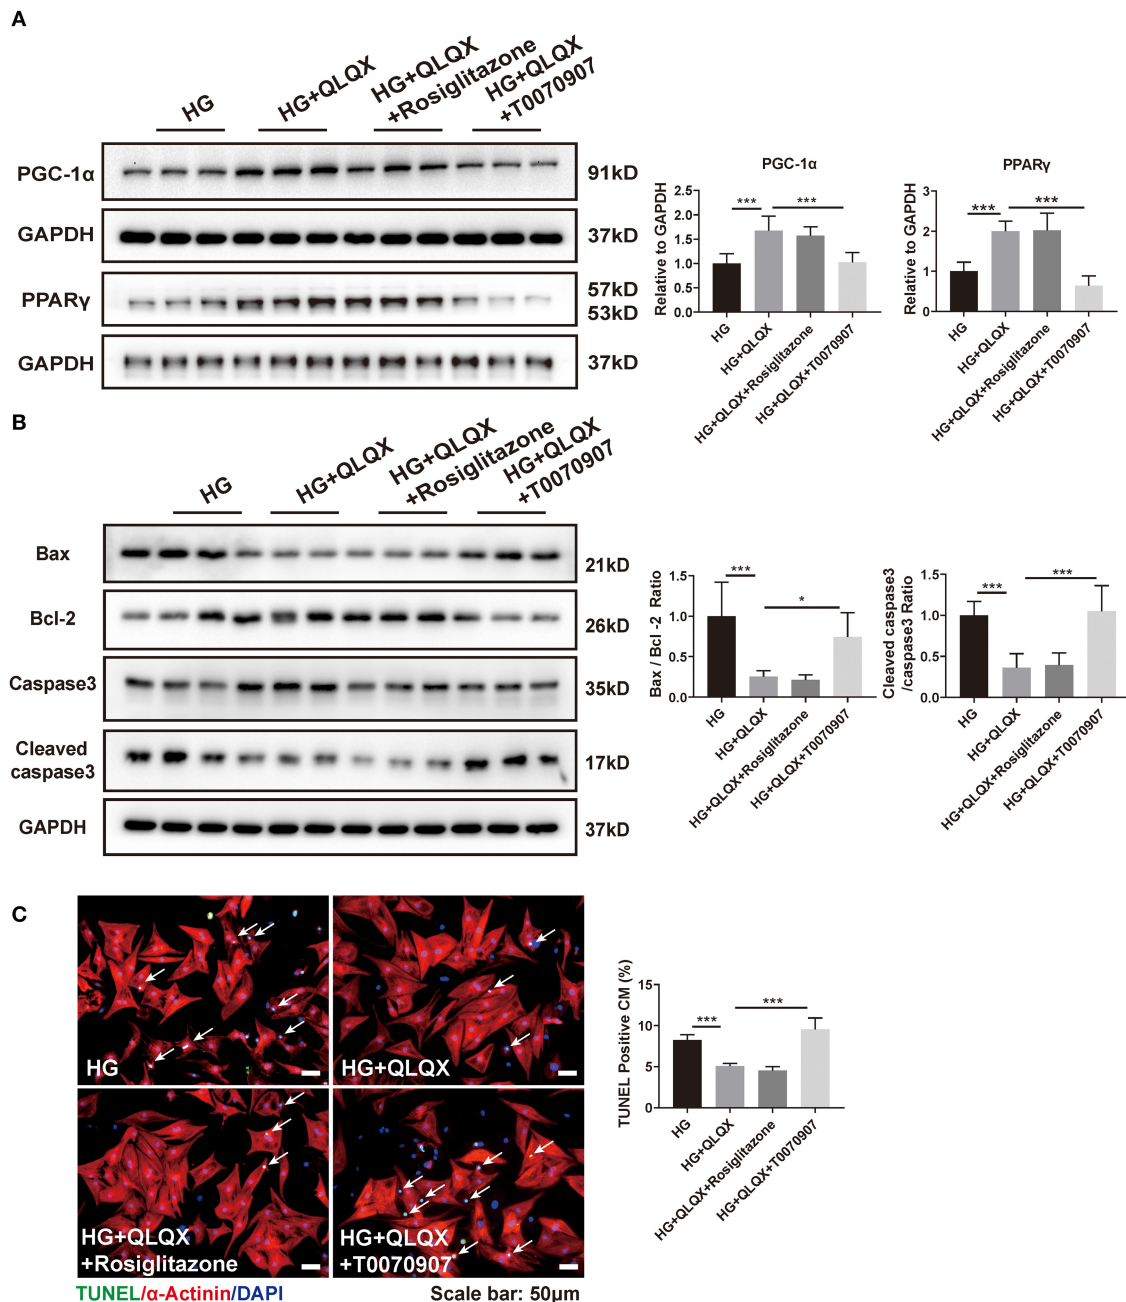 A
HG
HG+QLQX
HG+QLQX
+Rosiglitazone
HG+QLQX
+T0070907
PGC-1α
91kD
GAPDH
37kD
PPARγ
57kD
53kD
GAPDH
37kD
PGC-1α
Relative to GAPDH
2.5
2.0
1.5
1.0
0.5
0.0
***
***
HG
HG+QLQX
HG+QLQX+Rosiglitazone
HG+QLQX+T0070907
PPARγ
Relative to GAPDH
3
2
1
0
***
***
HG
HG+QLQX
HG+QLQX+Rosiglitazone
HG+QLQX+T0070907
B
HG
HG+QLQX
HG+QLQX
+Rosiglitazone
HG+QLQX
+T0070907
Bax
21kD
Bcl-2
26kD
Caspase3
35kD
Cleaved
caspase3
17kD
GAPDH
37kD
Bax / Bcl -2 Ratio
1.5
1.0
0.5
0.0
***
*
HG
HG+QLQX
HG+QLQX+Rosiglitazone
HG+QLQX+T0070907
Cleaved caspase3
/caspase3 Ratio
1.5
1.0
0.5
0.0
***
***
HG
HG+QLQX
HG+QLQX+Rosiglitazone
HG+QLQX+T0070907
C
HG
HG+QLQX
HG+QLQX
+Rosiglitazone
HG+QLQX
+T0070907
TUNEL/α-Actinin/DAPI
Scale bar: 50μm
TUNEL Positive CM (%)
15
10
5
0
***
***
HG
HG+QLQX
HG+QLQX+Rosiglitazone
HG+QLQX+T0070907